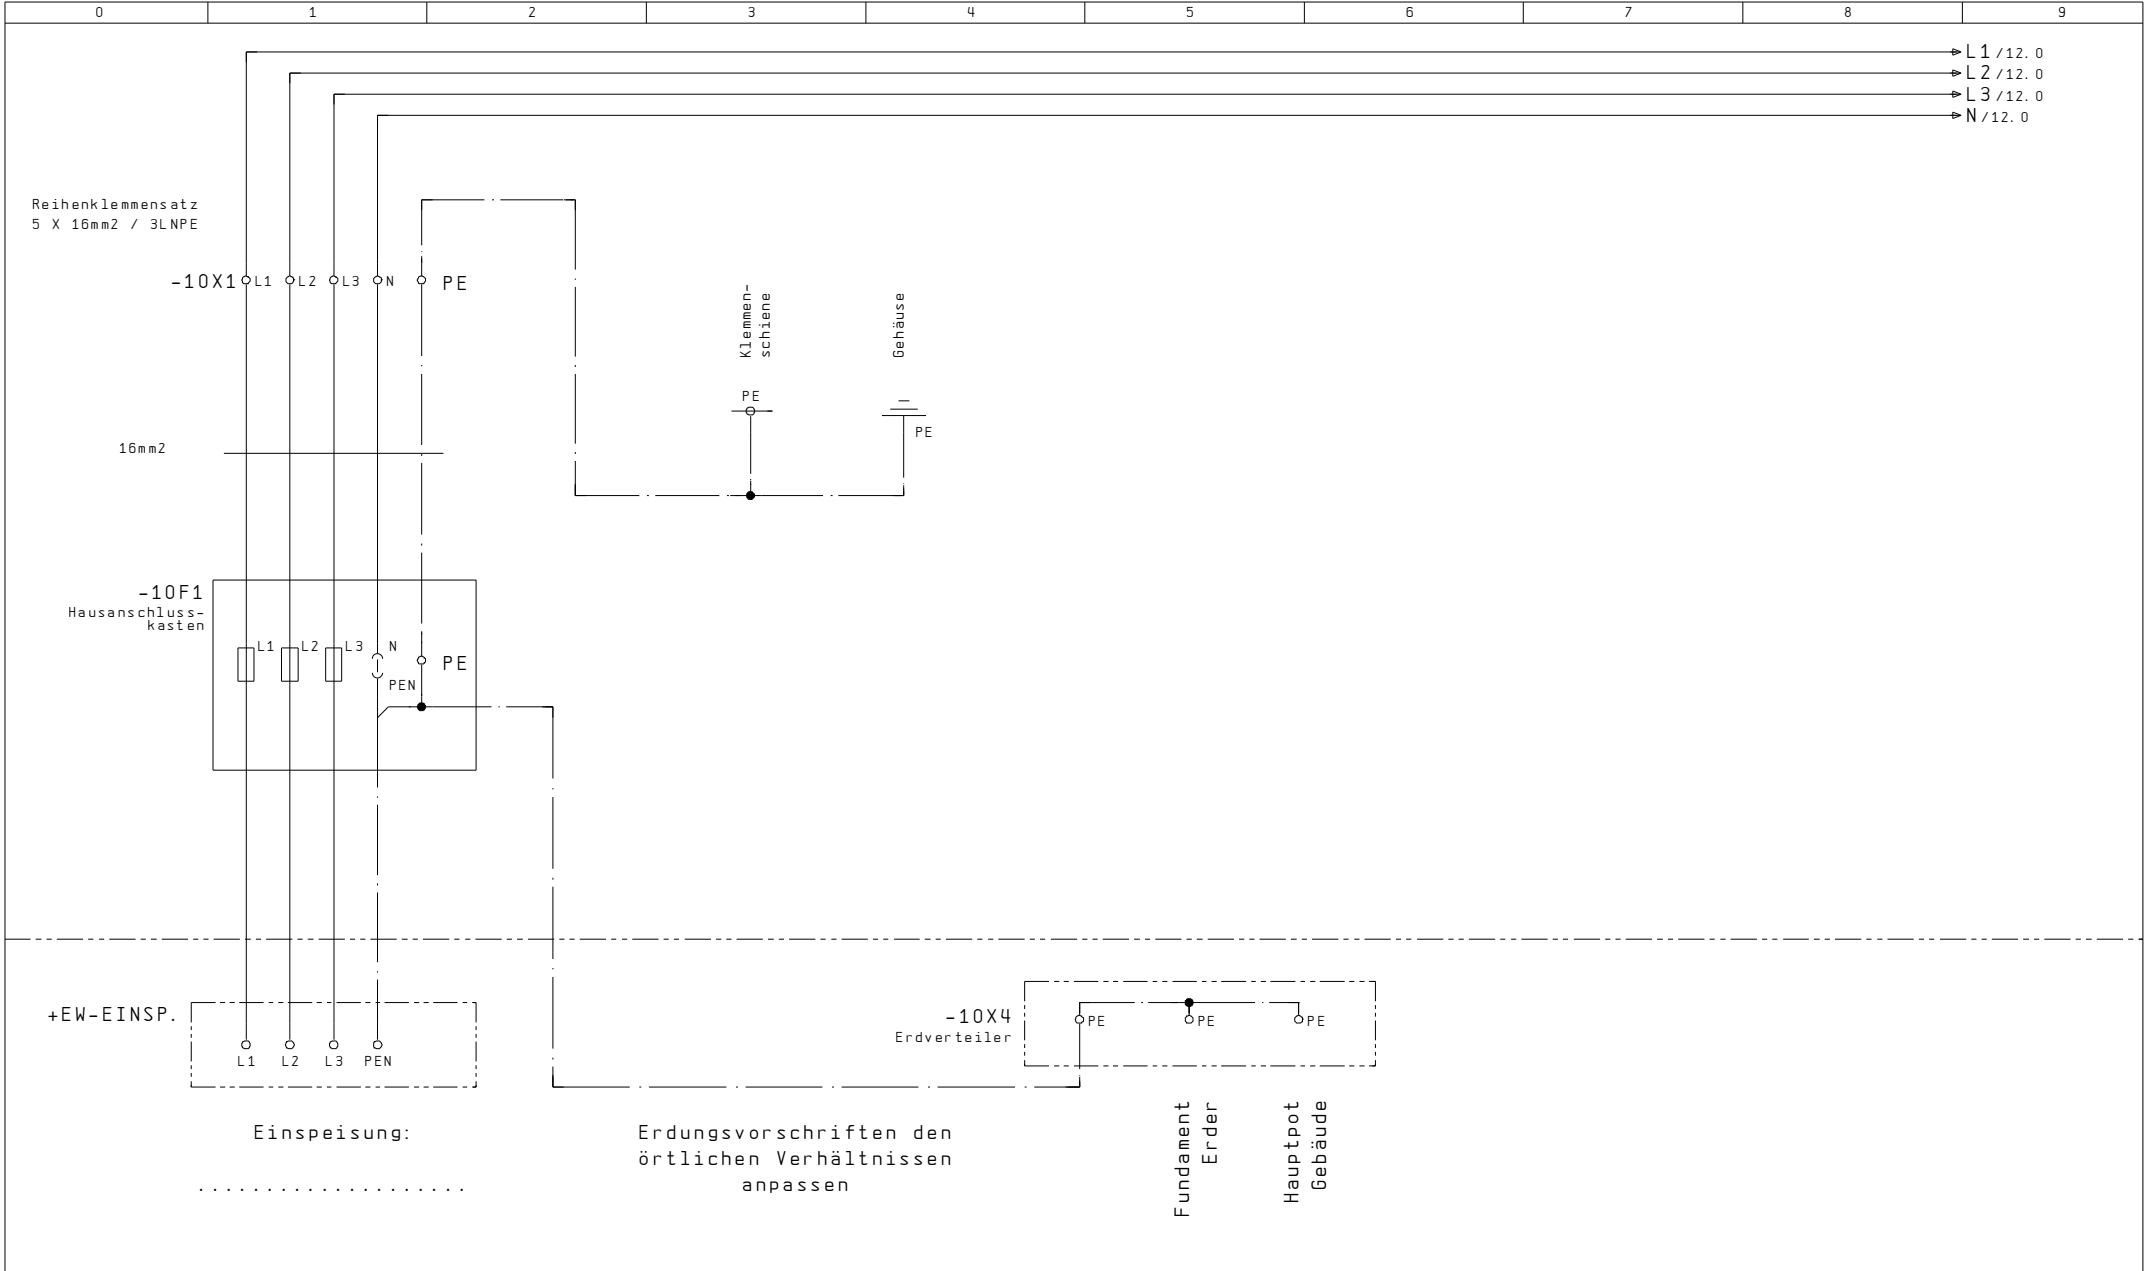 0 1 2 3 4 5 6 7 8 9
L1/12.0
L2/12.0
L3/12.0
N/12.0
Reihenklemmensatz
5 X 16mm2 / 3LNPE
-10X1 L1 L2 L3 N PE
Klemmen-
schiene
Gehäuse
PE
PE
16mm2
-10F1
Hausanschluss-
kasten
L1 L2 L3 N
PE
PEN
+EW-EINSP.
L1 L2 L3 PEN
-10X4
Erdverteiler
PE PE PE
Einspeisung:
....................
Erdungsvorschriften den
örtlichen Verhältnissen
anpassen
Fundament
Erder
Hauptpot
Gebäude